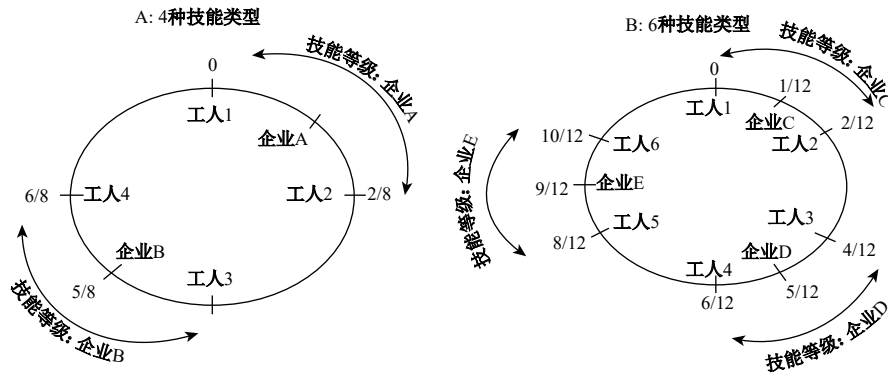 A: 4种技能类型
0
技能等级: 企业A
工人1
企业A
6/8
工人4
工人2
2/8
企业B
5/8
工人3
技能等级: 企业B
B: 6种技能类型
0
技能等级: 企业C
1/12
工人1
企业C
2/12
10/12
工人6
工人2
技能等级: 企业E
9/12
企业E
工人5
工人3
8/12
企业D
4/12
工人4
6/12
5/12
技能等级: 企业D